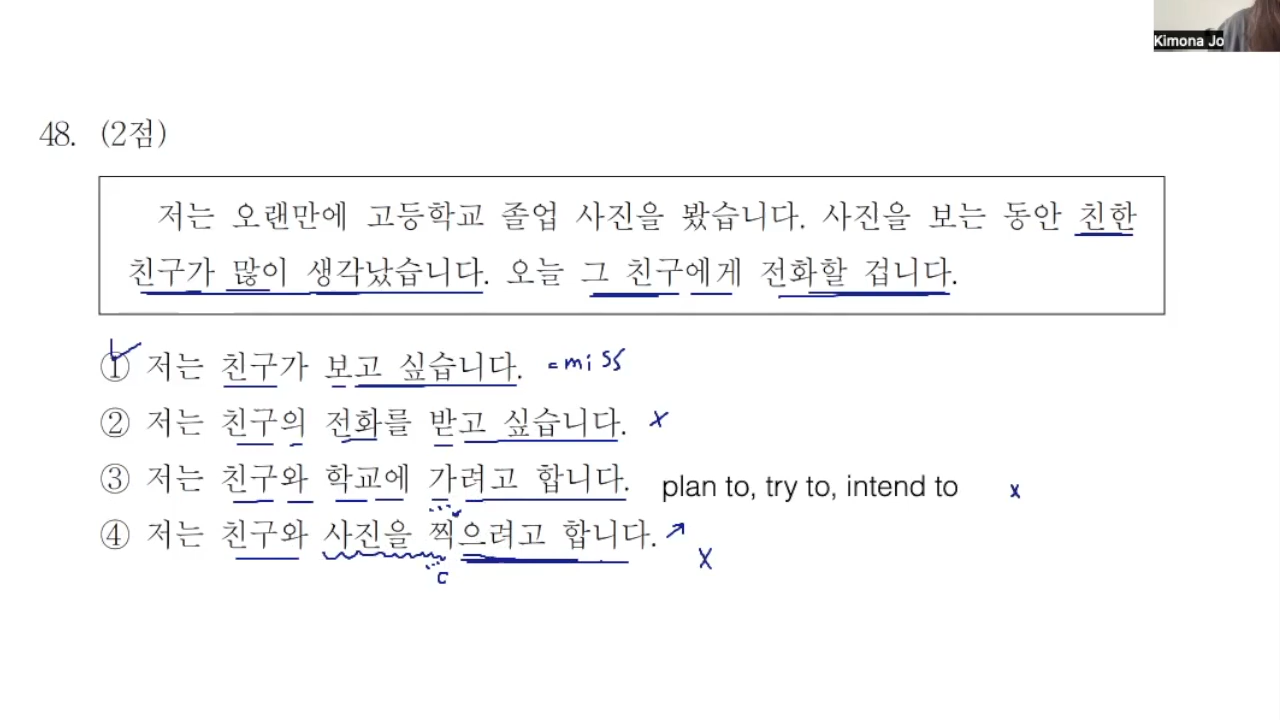 Kimona Jo
48. (2점)
저는 오랜만에 고등학교 졸업 사진을 봤습니다. 사진을 보는 동안 친한
친구가 많이 생각났습니다. 오늘 그 친구에게 전화할 겁니다.
① 저는 친구가 보고 싶습니다. = miss
② 저는 친구의 전화를 받고 싶습니다. x
③ 저는 친구와 학교에 가려고 합니다. plan to, try to, intend to x
④ 저는 친구와 사진을 찍으려고 합니다. x
c